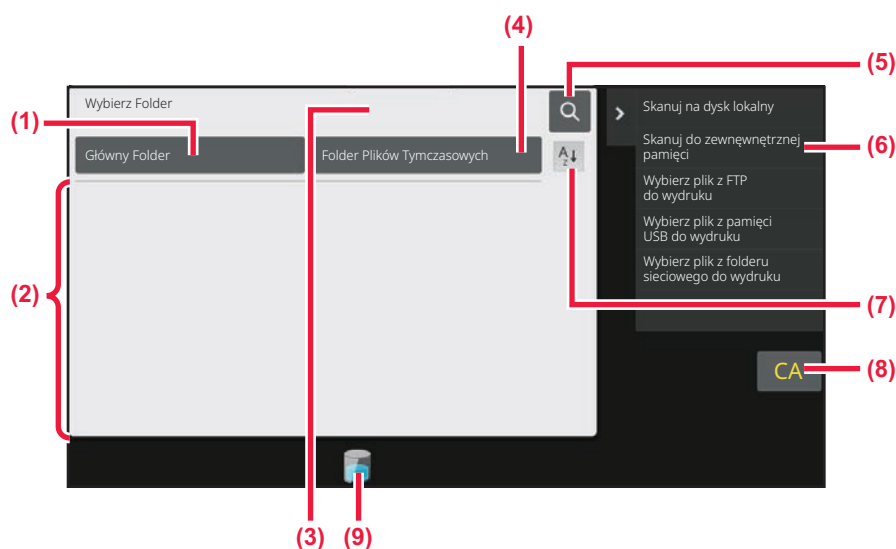 (4)
(5)
Wybierz Folder
Skanuj na dysk lokalny
(1)
Skanuj do zewnęwnętrznej
pamięci
(6)
Główny Folder
Folder Plików Tymczasowych
A
Z
Wybierz plik z FTP
do wydruku
Wybierz plik z pamięci
USB do wydruku
Wybierz plik z folderu
sieciowego do wydruku
(2)
(7)
CA
(8)
(3)
(9)